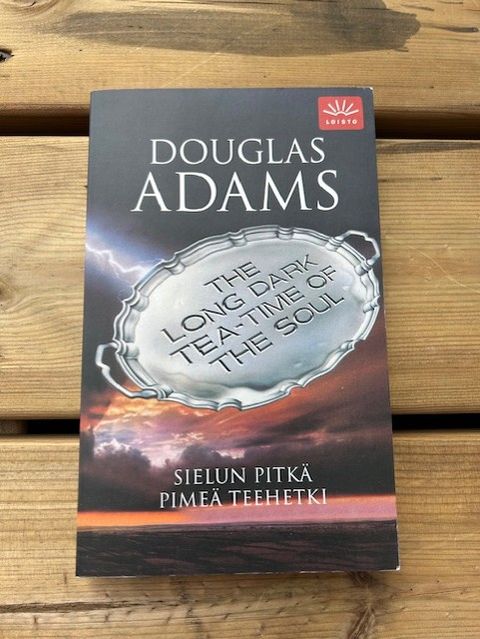 LOISTO
DOUGLAS
ADAMS
THE
LONG DARK
TEA-TIME OF
THE SOUL
SIELUN PITKÄ
PIMEÄ TEEHETKI